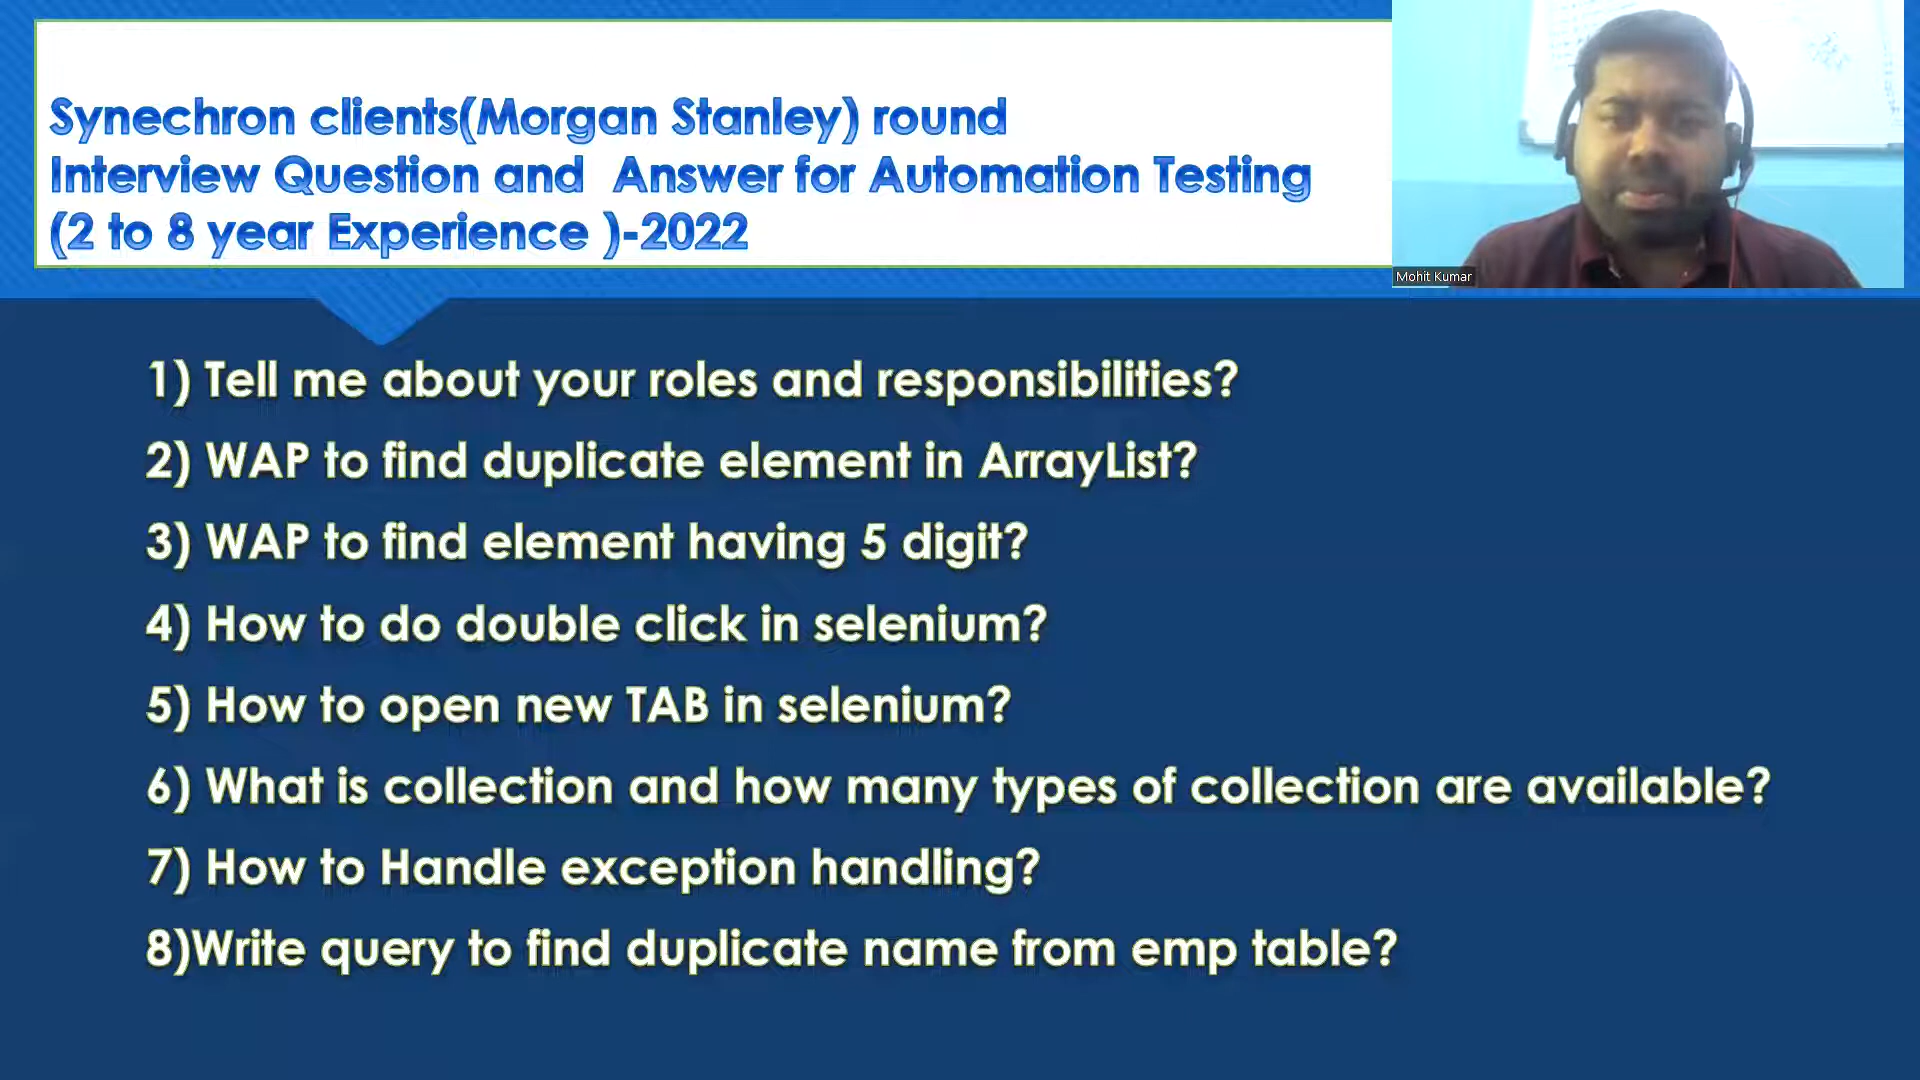 Synechron clients(Morgan Stanley) round
Interview Question and Answer for Automation Testing
(2 to 8 year Experience )-2022
Mohit Kumar
1) Tell me about your roles and responsibilities?
2) WAP to find duplicate element in ArrayList?
3) WAP to find element having 5 digit?
4) How to do double click in selenium?
5) How to open new TAB in selenium?
6) What is collection and how many types of collection are available?
7) How to Handle exception handling?
8)Write query to find duplicate name from emp table?